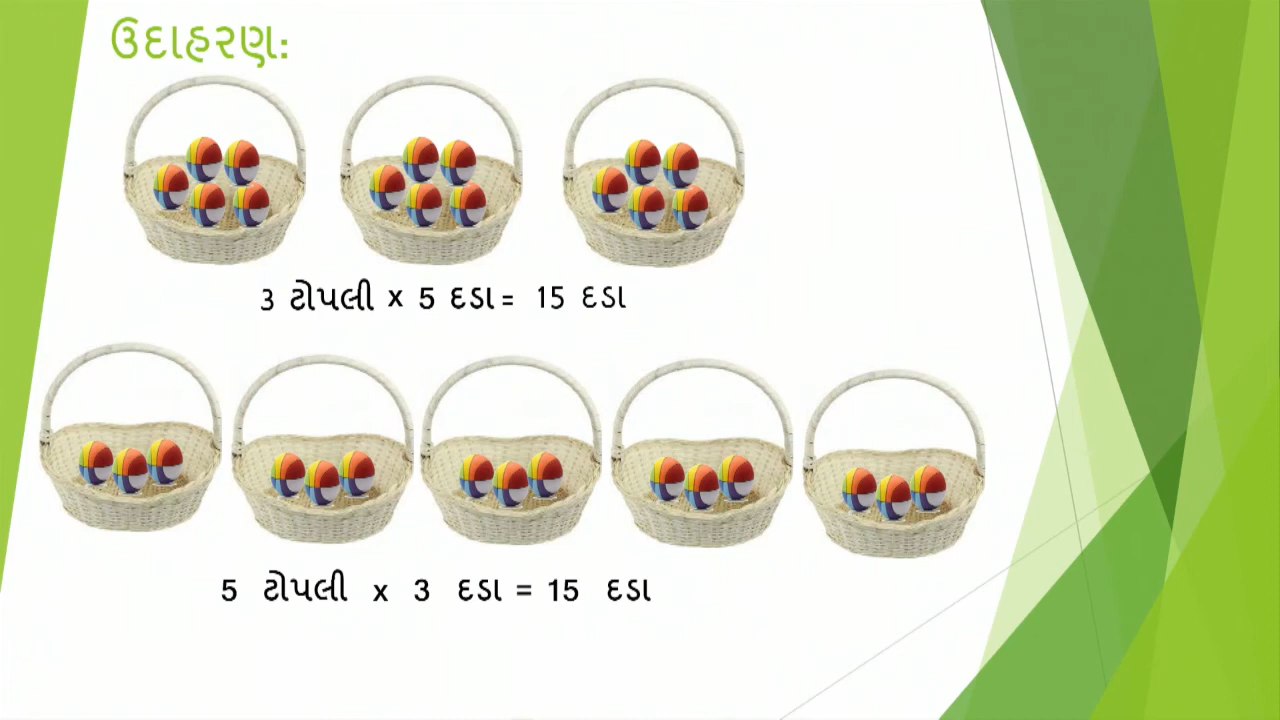 ઉદાહરણ:
3 ટોપલી x 5 દડા = 15 દડા
5 ટોપલી x 3 દડા = 15 દડા